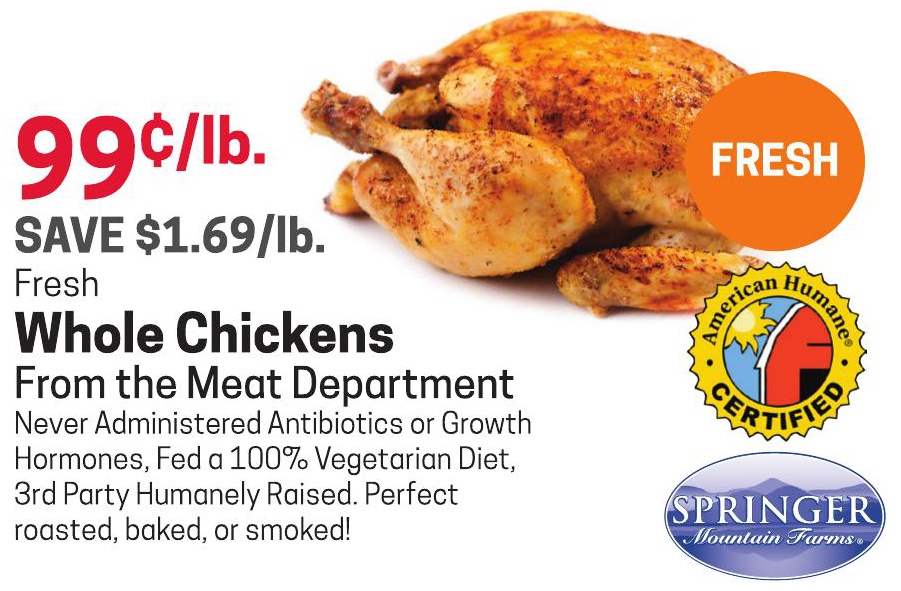 99¢/lb.
SAVE $1.69/lb.
Fresh
Whole Chickens
From the Meat Department
Never Administered Antibiotics or Growth
Hormones, Fed a 100% Vegetarian Diet,
3rd Party Humanely Raised. Perfect
roasted, baked, or smoked!
FRESH
American Humane®
CERTIFIED
SPRINGER
Mountain Farms®